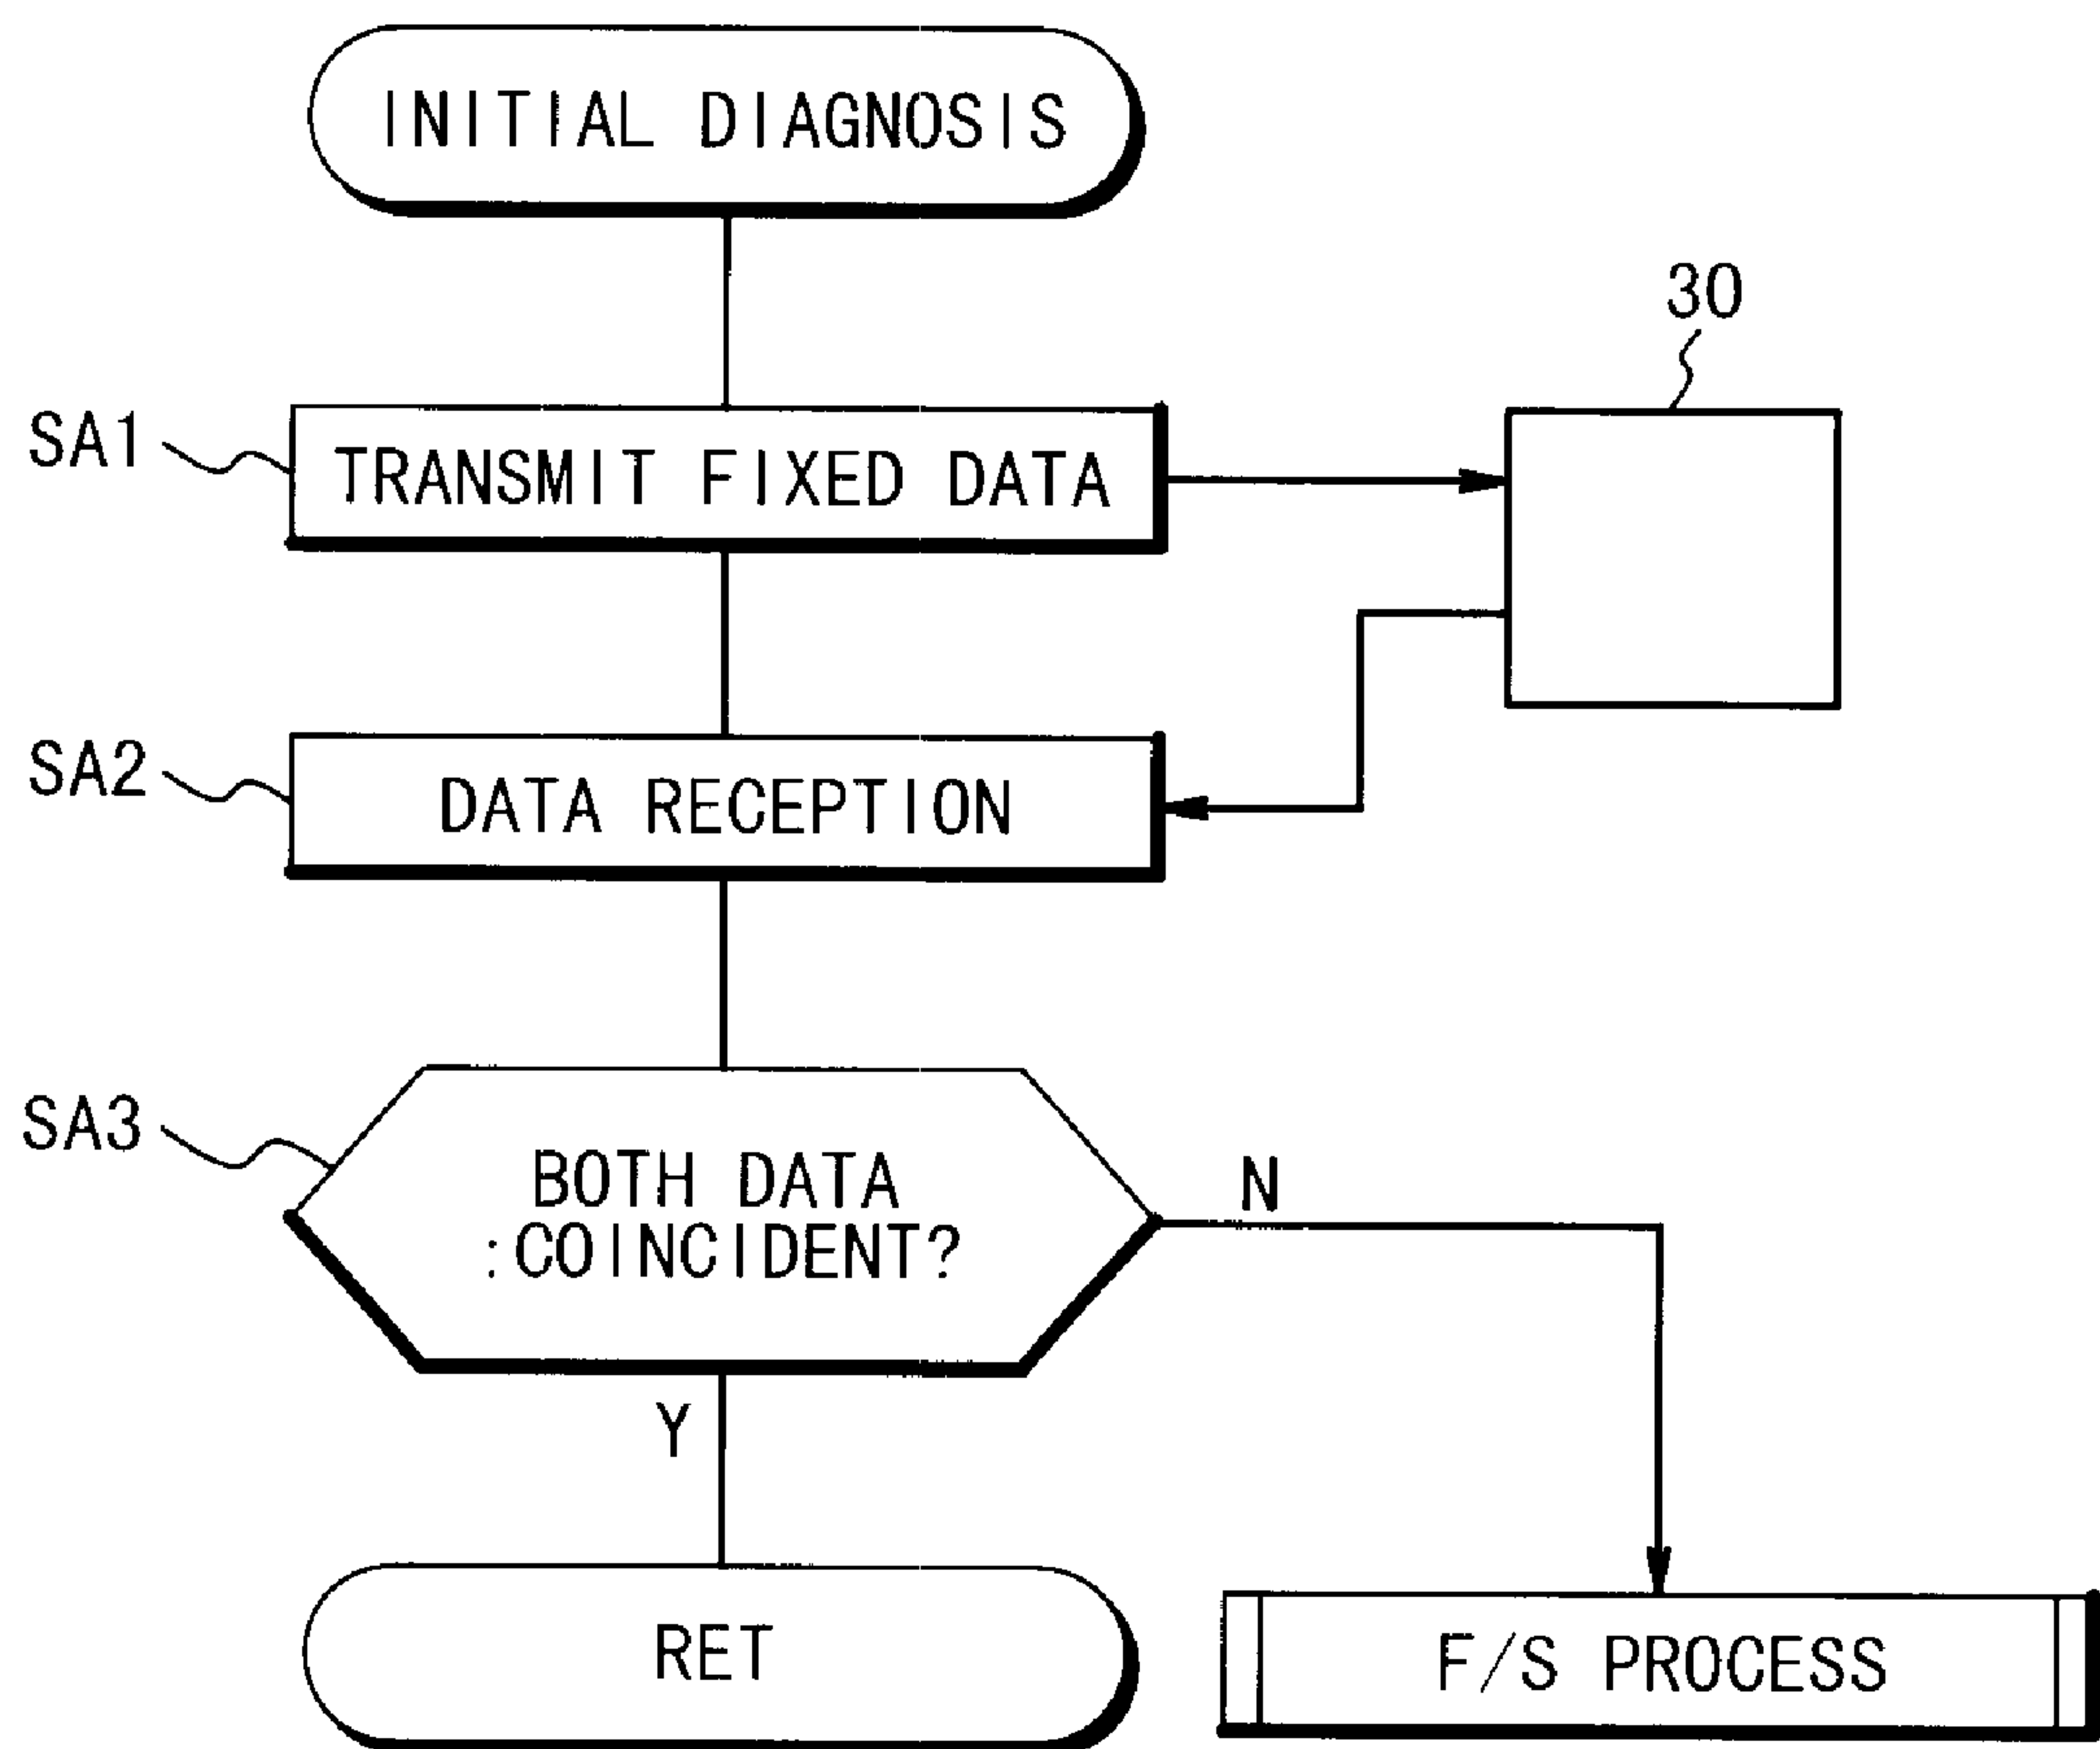 INITIAL DIAGNOSIS
30
SA1
TRANSMIT FIXED DATA
SA2
DATA RECEPTION
SA3
BOTH DATA
:COINCIDENT?
N
Y
RET
F/S PROCESS